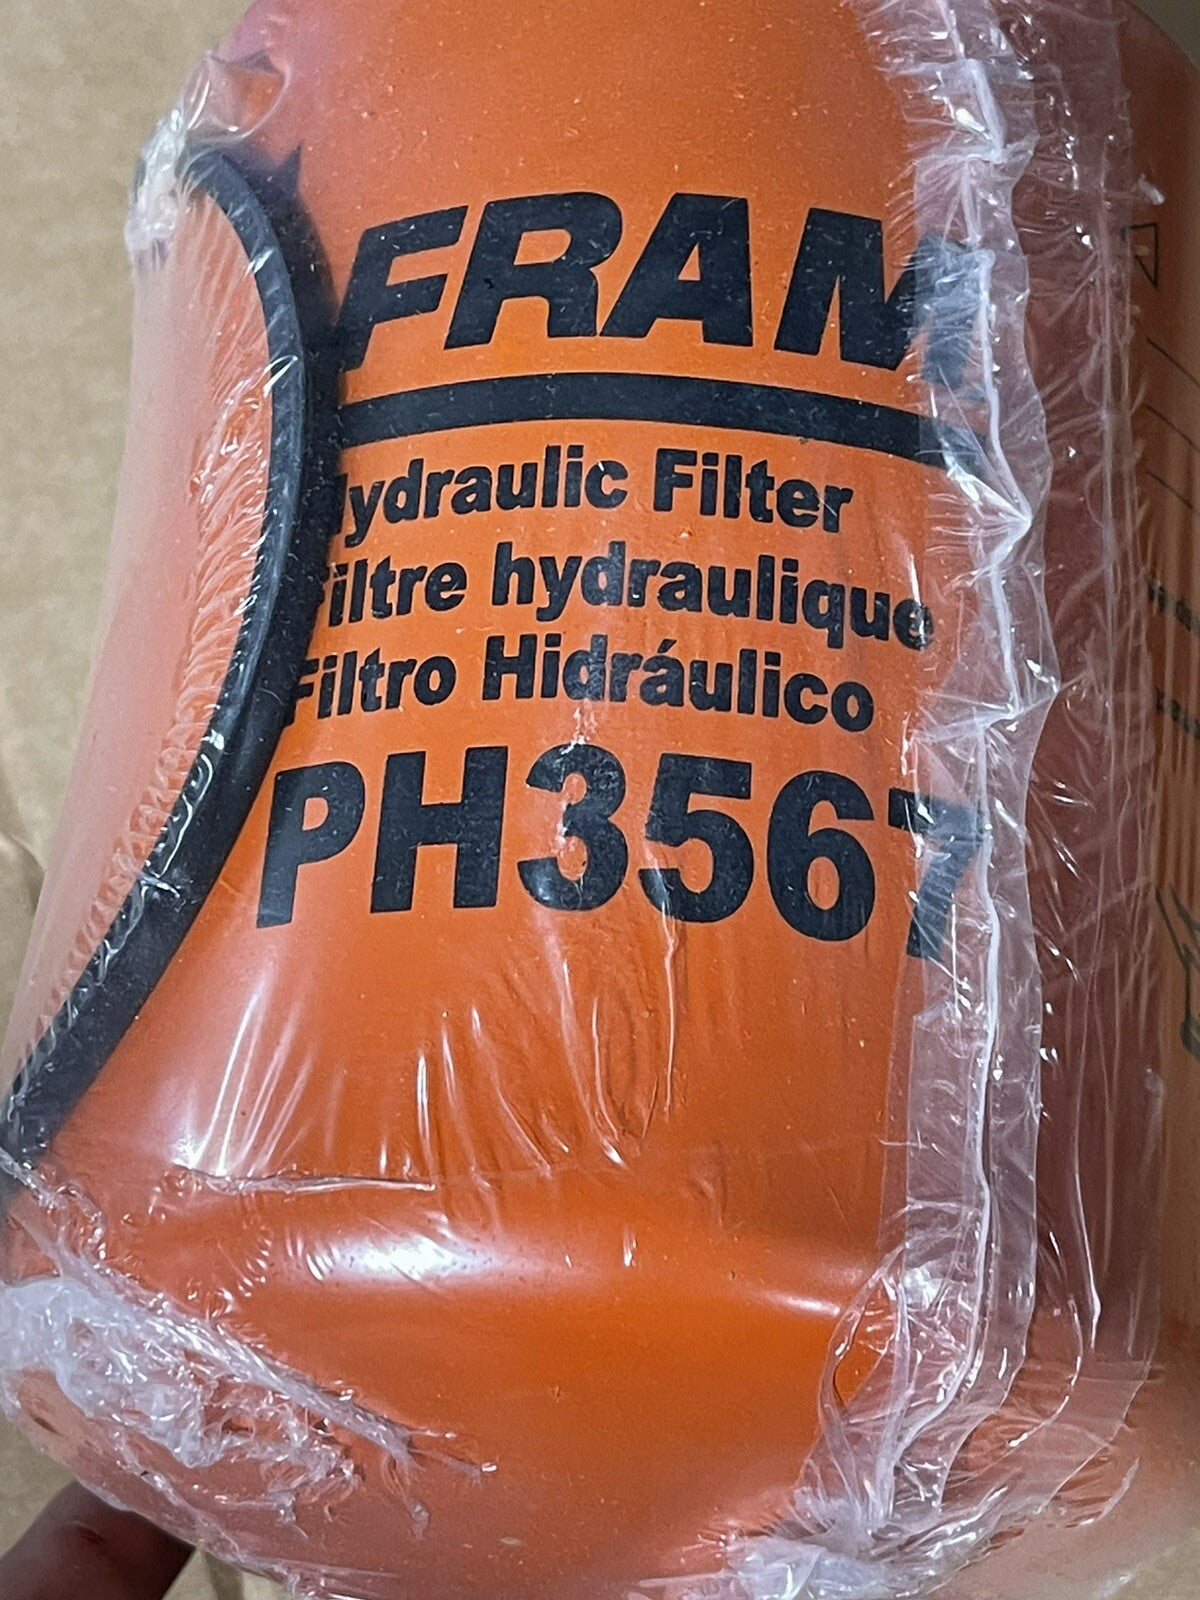 FRAM
Hydraulic Filter
Filtre hydraulique
Filtro Hidráulico
PH3567